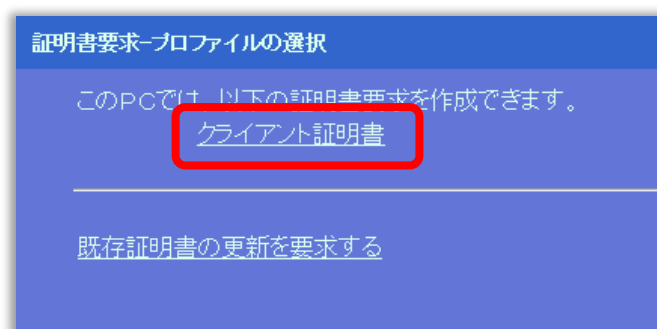 証明書要求-プロファイルの選択
このPCでは、以下の証明書要求を作成できます。
クライアント証明書
既存証明書の更新を要求する